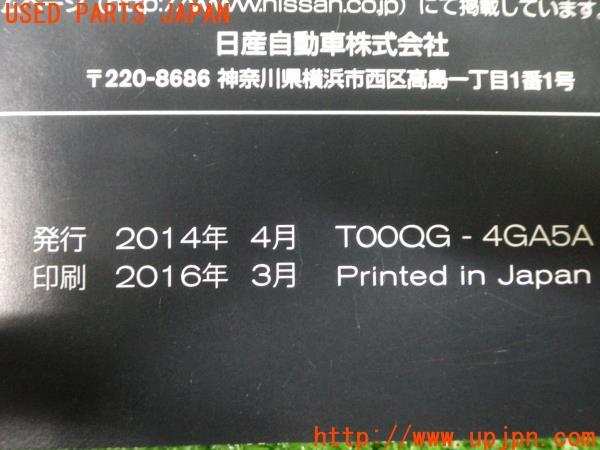 USED PARTS JAPAN
www.nissan.co.jp)にて掲載しています。
日産自動車株式会社
〒220-8686 神奈川県横浜市西区高島一丁目1番1号
発行 2014年 4月 T00QG - 4GA5A
印刷 2016年 3月 Printed in Japan
http://www.upjpn.com